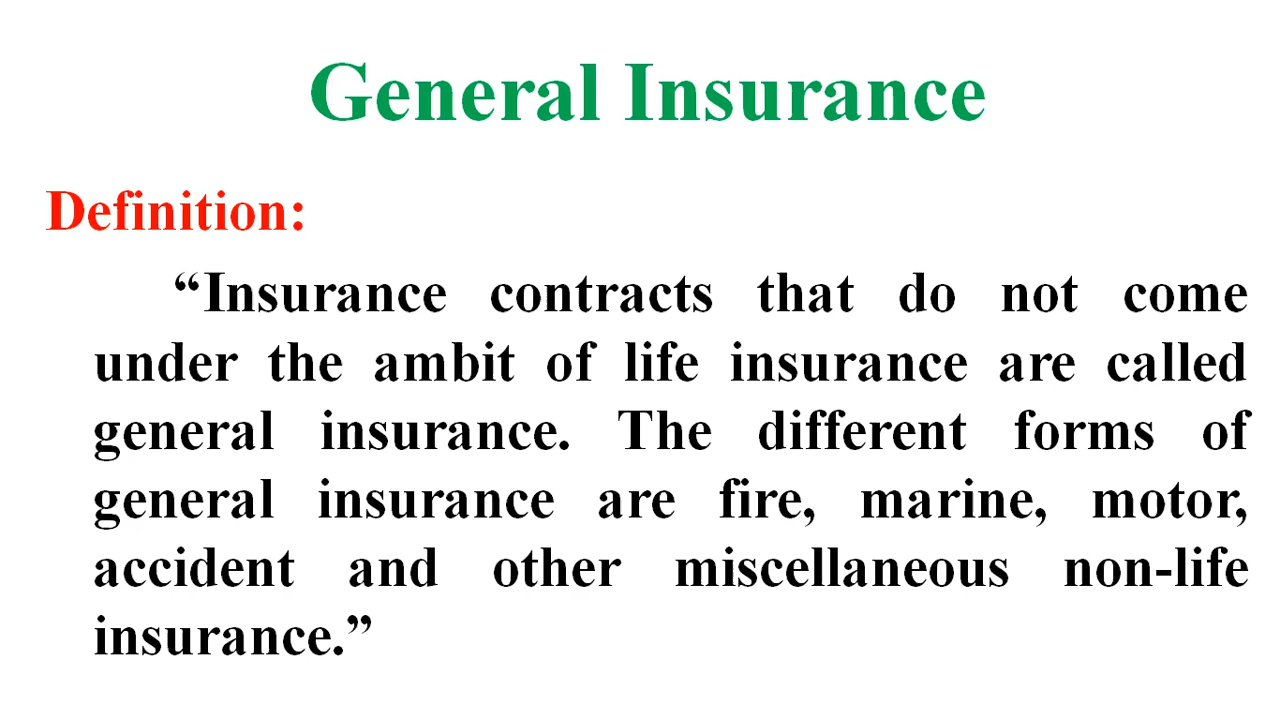 General Insurance
Definition:
“Insurance contracts that do not come
under the ambit of life insurance are called
general insurance. The different forms of
general insurance are fire, marine, motor,
accident and other miscellaneous non-life
insurance.”